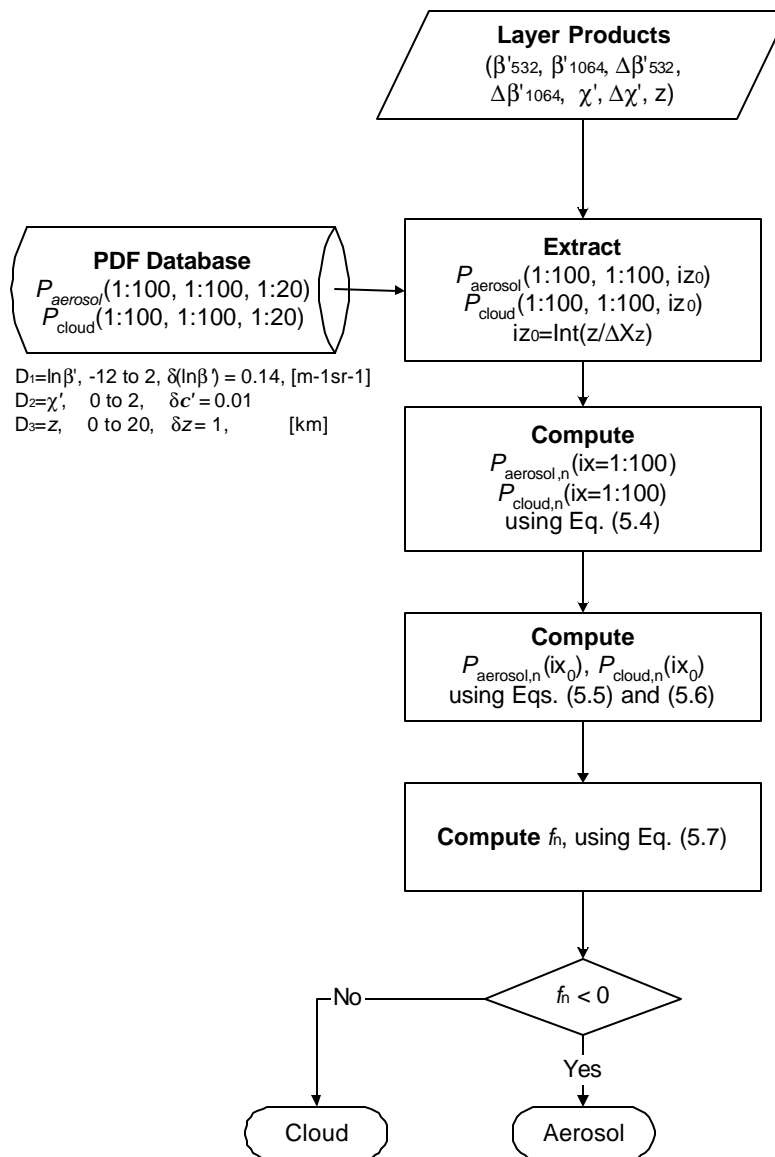 Layer Products
(β'532, β'1064, Δβ'532,
Δβ'1064, χ', Δχ', z)
PDF Database
Paerosol(1:100, 1:100, 1:20)
Pcloud(1:100, 1:100, 1:20)
D1=lnβ', -12 to 2, δ(lnβ') = 0.14, [m-1sr-1]
D2=χ', 0 to 2, δc' = 0.01
D3=z, 0 to 20, δz = 1, [km]
Extract
Paerosol(1:100, 1:100, iz0)
Pcloud(1:100, 1:100, iz0)
iz0=Int(z/ΔXz)
Compute
Paerosol,n(ix=1:100)
Pcloud,n(ix=1:100)
using Eq. (5.4)
Compute
Paerosol,n(ix0), Pcloud,n(ix0)
using Eqs. (5.5) and (5.6)
Compute fn, using Eq. (5.7)
fn < 0
No
Yes
Cloud
Aerosol